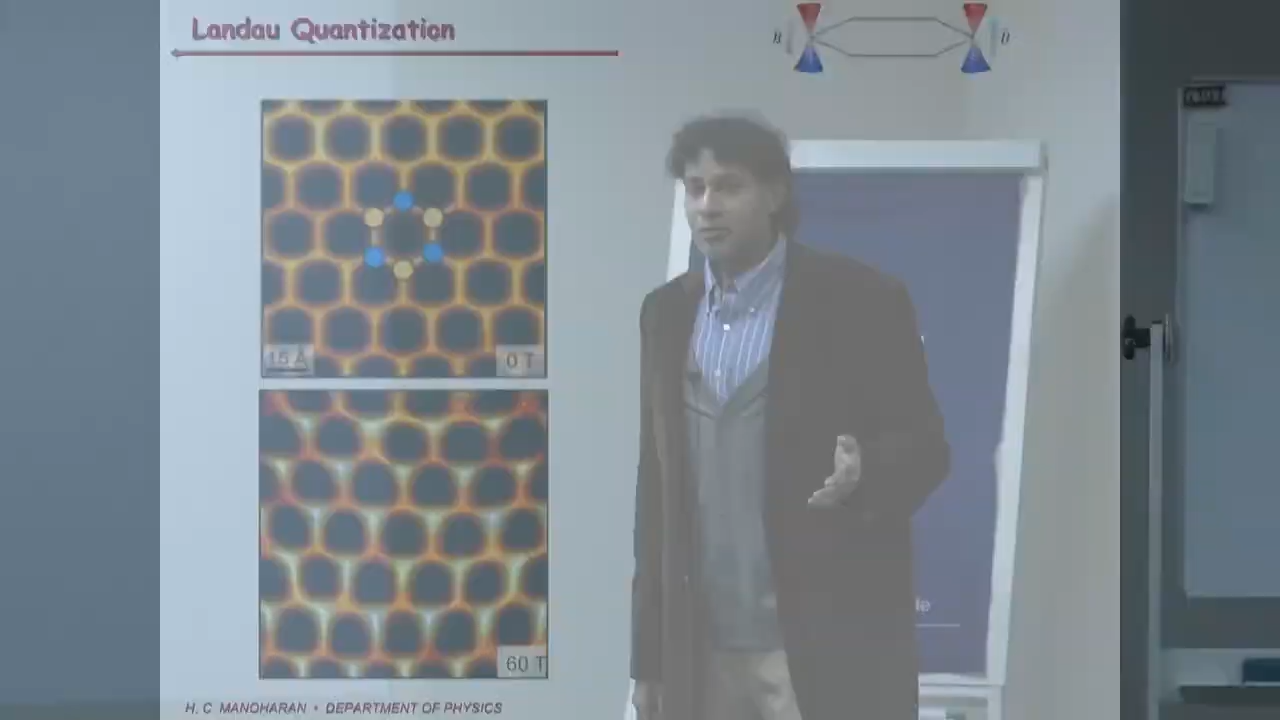 Landau Quantization
B
15 Å
0 T
60 T
H. C MANOHARAN • DEPARTMENT OF PHYSICS